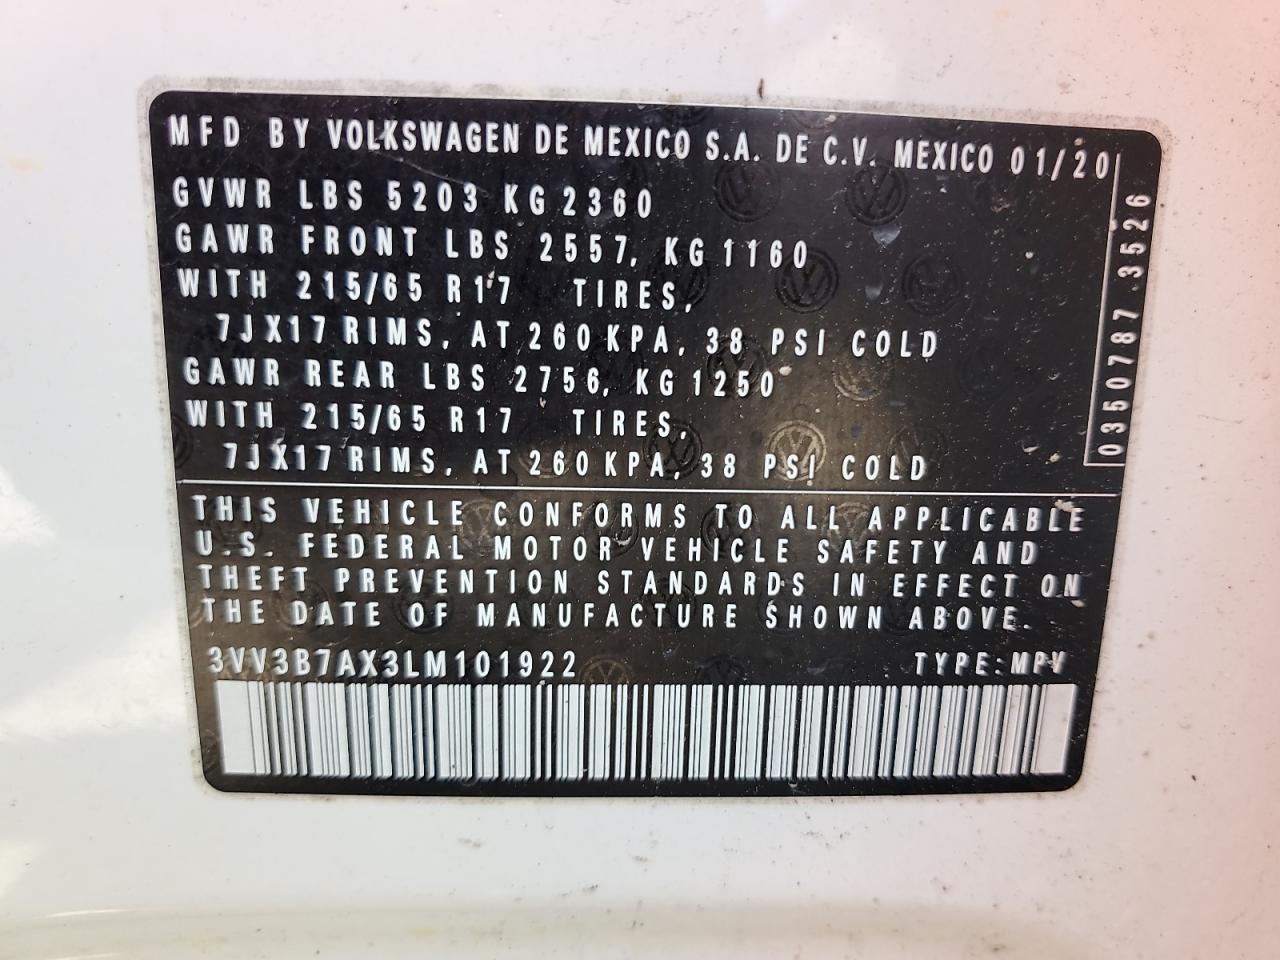 MFD BY VOLKSWAGEN DE MEXICO S.A. DE C.V. MEXICO 01/20
GVWR LBS 5203 KG 2360
GAWR FRONT LBS 2557, KG 1160
WITH 215/65 R17 TIRES,
7JX17 RIMS, AT 260 KPA, 38 PSI COLD
GAWR REAR LBS 2756, KG 1250
WITH 215/65 R17 TIRES,
7JX17 RIMS, AT 260 KPA, 38 PSI COLD
0350787 3526
THIS VEHICLE CONFORMS TO ALL APPLICABLE
U.S. FEDERAL MOTOR VEHICLE SAFETY AND
THEFT PREVENTION STANDARDS IN EFFECT ON
THE DATE OF MANUFACTURE SHOWN ABOVE.
3VV3B7AX3LM101922 TYPE: MPV